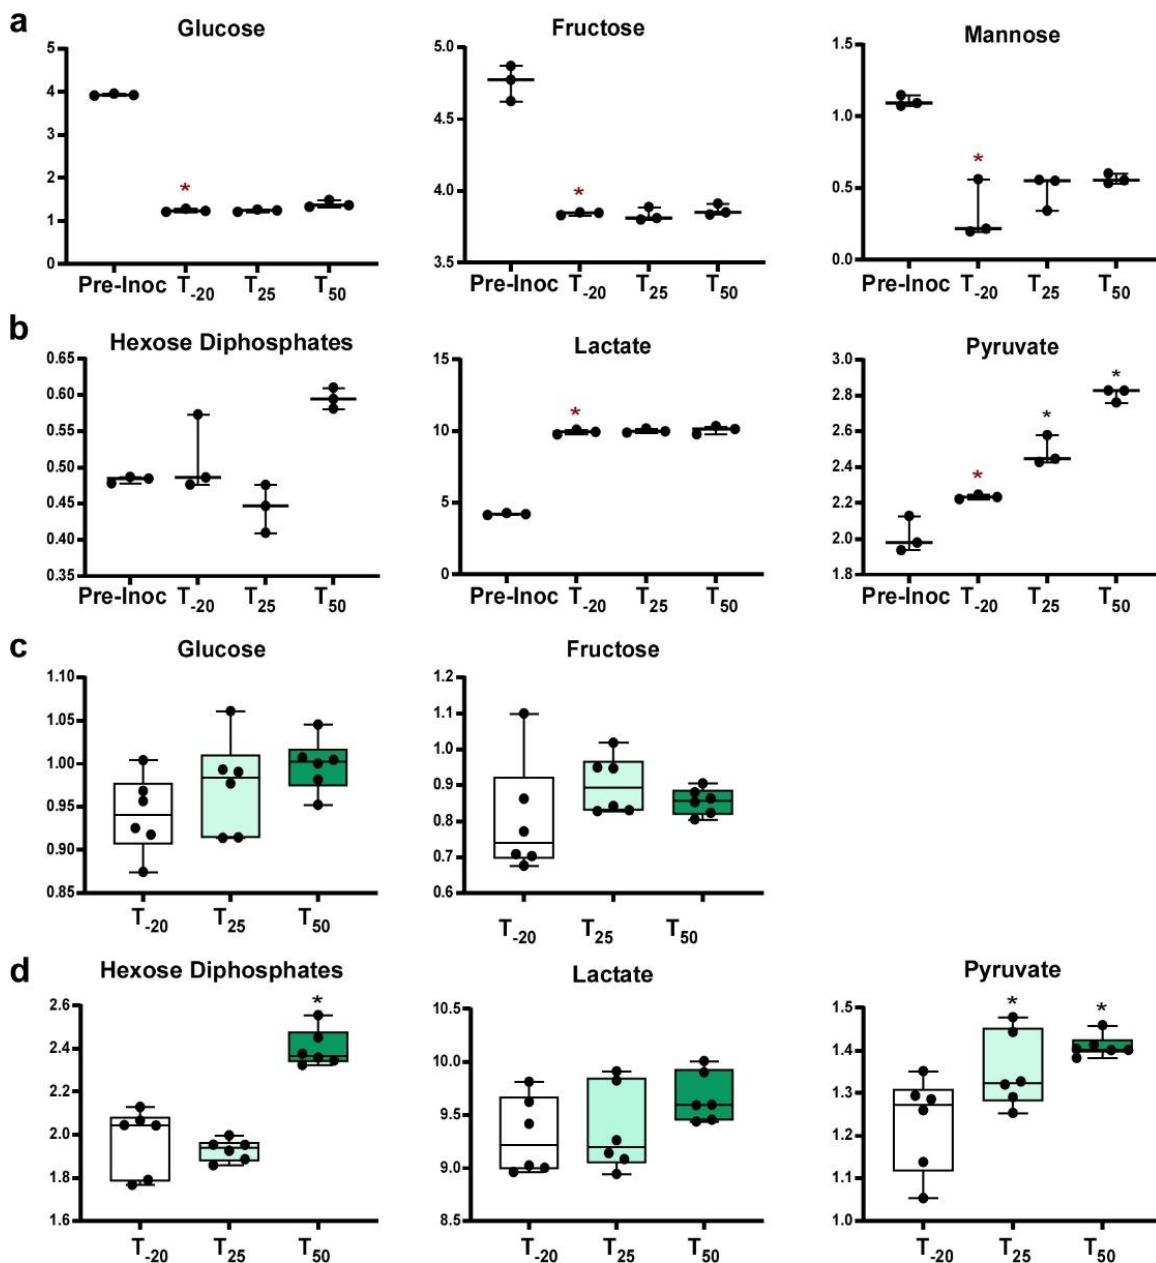 a
Glucose
5
4
3
2
1
0
Pre-Inoc T-20 T25 T50
*
Fructose
5.0
4.5
4.0
3.5
Pre-Inoc T-20 T25 T50
*
Mannose
1.5
1.0
0.5
0.0
Pre-Inoc T-20 T25 T50
*
b
Hexose Diphosphates
0.65
0.60
0.55
0.50
0.45
0.40
0.35
Pre-Inoc T-20 T25 T50
Lactate
15
10
5
0
Pre-Inoc T-20 T25 T50
*
Pyruvate
3.0
2.8
2.6
2.4
2.2
2.0
1.8
Pre-Inoc T-20 T25 T50
* * *
c
Glucose
1.10
1.05
1.00
0.95
0.90
0.85
T-20 T25 T50
Fructose
1.2
1.1
1.0
0.9
0.8
0.7
0.6
T-20 T25 T50
d
Hexose Diphosphates
2.6
2.4
2.2
2.0
1.8
1.6
T-20 T25 T50
*
Lactate
10.5
10.0
9.5
9.0
8.5
T-20 T25 T50
Pyruvate
1.5
1.4
1.3
1.2
1.1
1.0
T-20 T25 T50
* *